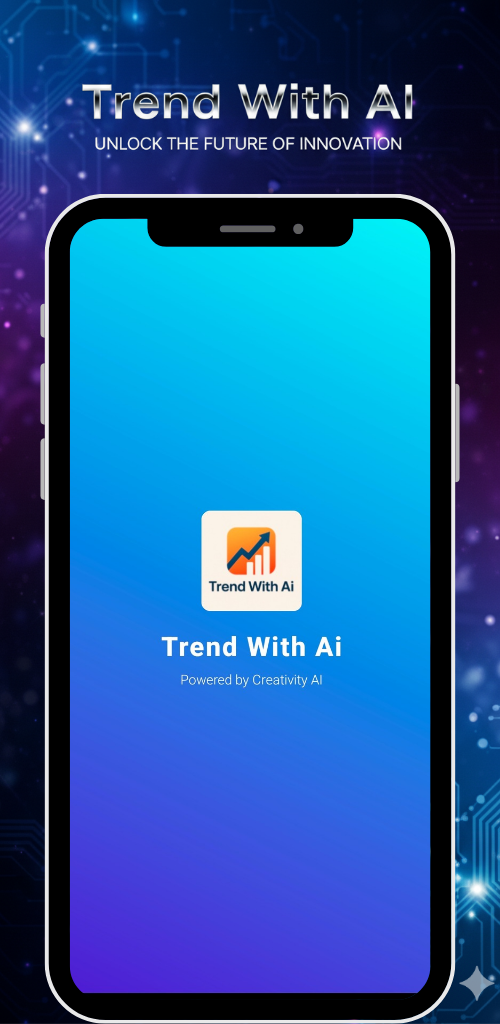 Trend With AI
UNLOCK THE FUTURE OF INNOVATION
Trend With Ai
Trend With Ai
Powered by Creativity AI